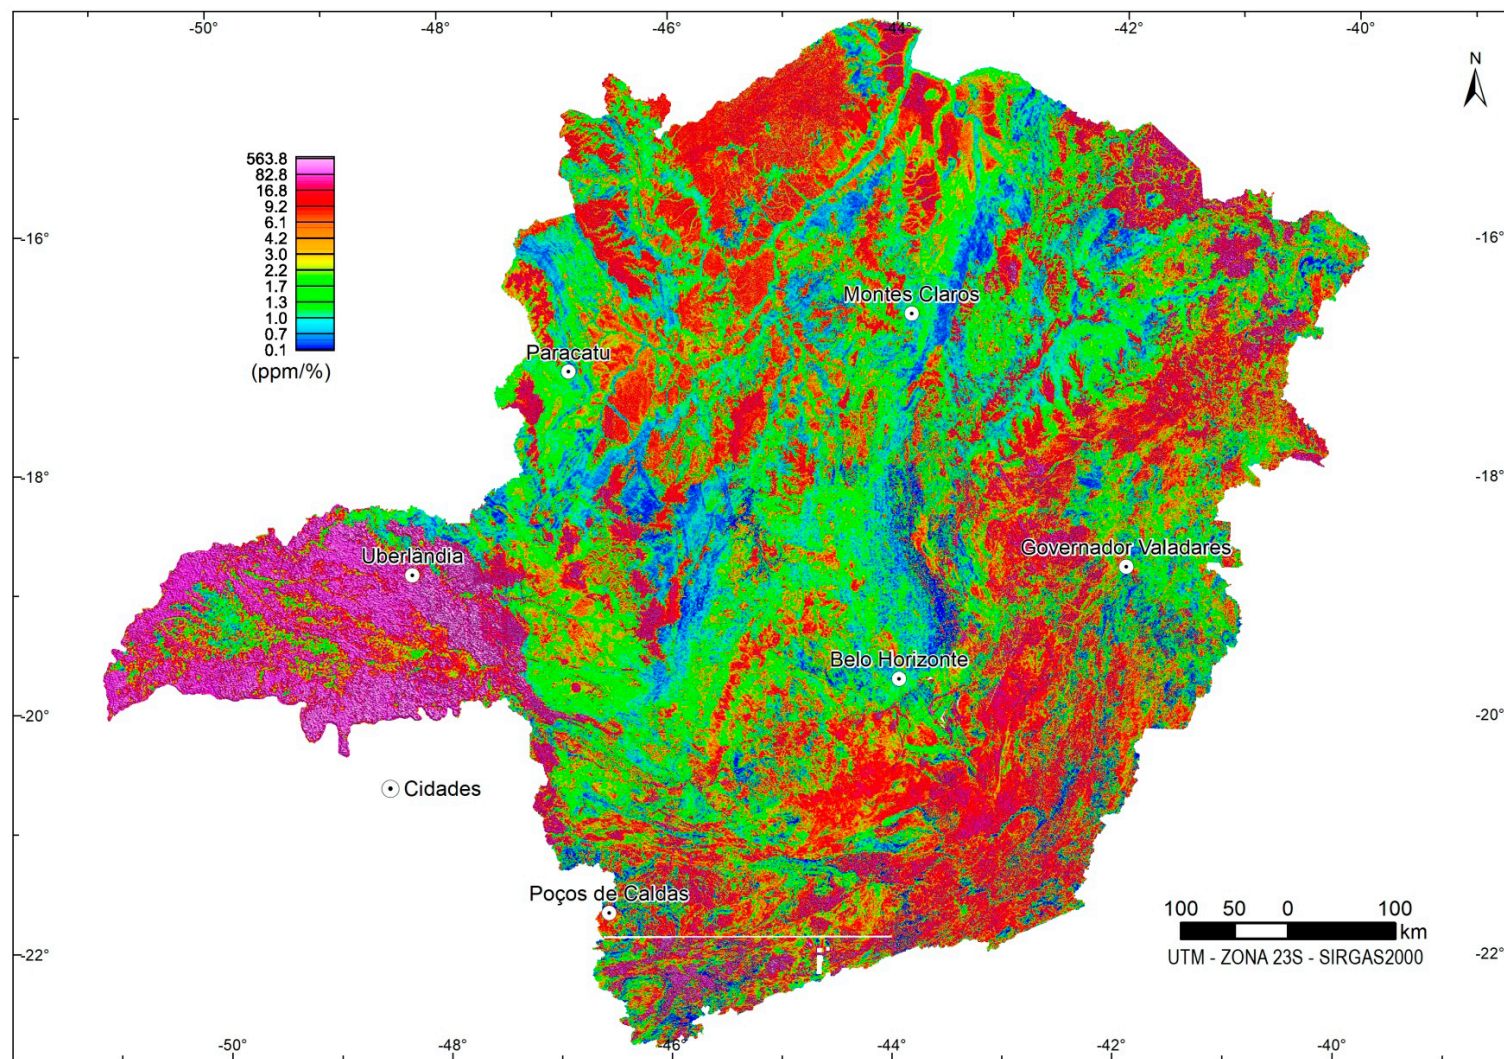 -50°
-48°
-46°
-44°
-42°
-40°
N
563.8
82.8
16.8
9.2
6.1
4.2
3.0
2.2
1.7
1.3
1.0
0.7
0.1
(ppm/%)
-16°
-16°
Montes Claros
Paracatu
-18°
-18°
Uberlândia
Governador Valadares
Belo Horizonte
-20°
-20°
Cidades
Poços de Caldas
100 50 0 100
km
UTM - ZONA 23S - SIRGAS2000
-22°
-22°
-50°
-48°
-46°
-44°
-42°
-40°